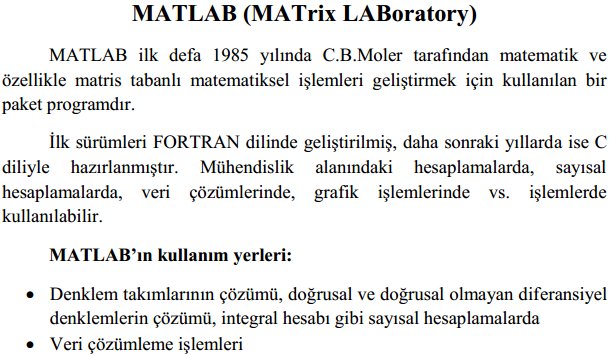 MATLAB (MATrix LABoratory)
MATLAB ilk defa 1985 yılında C.B.Moler tarafından matematik ve
özellikle matris tabanlı matematiksel işlemleri geliştirmek için kullanılan bir
paket programdır.
İlk sürümleri FORTRAN dilinde geliştirilmiş, daha sonraki yıllarda ise C
diliyle hazırlanmıştır. Mühendislik alanındaki hesaplamalarda, sayısal
hesaplamalarda, veri çözümlerinde, grafik işlemlerinde vs. işlemlerde
kullanılabilir.
MATLAB’ın kullanım yerleri:
• Denklem takımlarının çözümü, doğrusal ve doğrusal olmayan diferansiyel
denklemlerin çözümü, integral hesabı gibi sayısal hesaplamalarda
• Veri çözümleme işlemleri